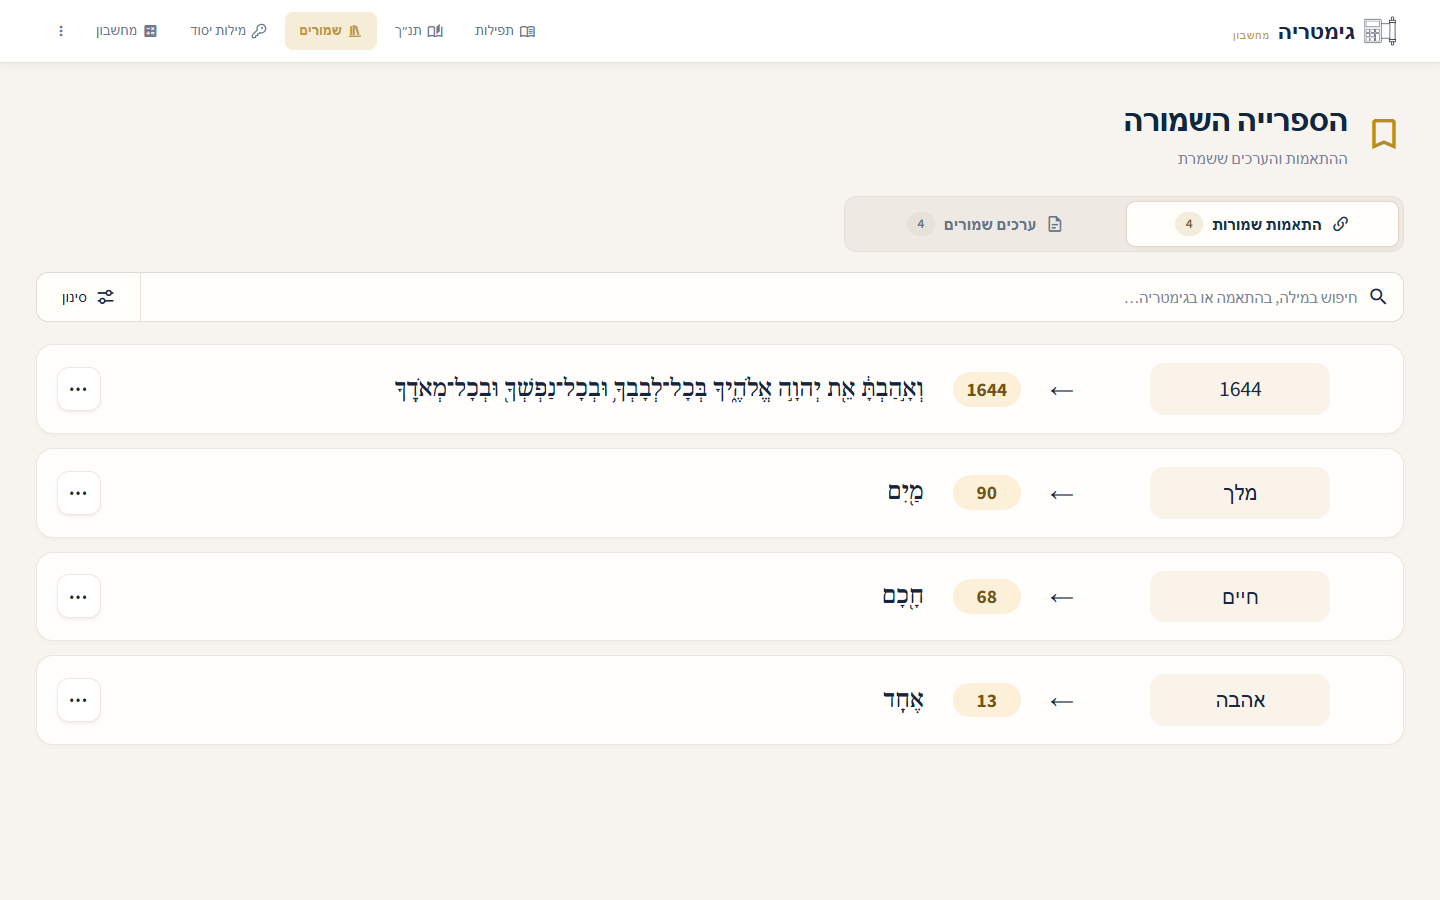 גימטריה מחשבון
תפילות
תנ״ך
שמורים
מילות יסוד
מחשבון
הספרייה השמורה
ההתאמות והערכים ששמרת
התאמות שמורות 4
ערכים שמורים 4
חיפוש במילה, בהתאמה או בגימטריה...
סינון
1644 ← 1644 וְאָ֣הַבְתָּ֔ אֵ֖ת יְהוָ֣ה אֱלֹהֶ֑יךָ בְּכָל־לְבָבְךָ֥ וּבְכָל־נַפְשְׁךָ֖ וּבְכָל־מְאֹדֶֽךָ
מלך ← 90 מַ֖יִם
חיים ← 68 חָ֖כָם
אהבה ← 13 אֶחָֽד